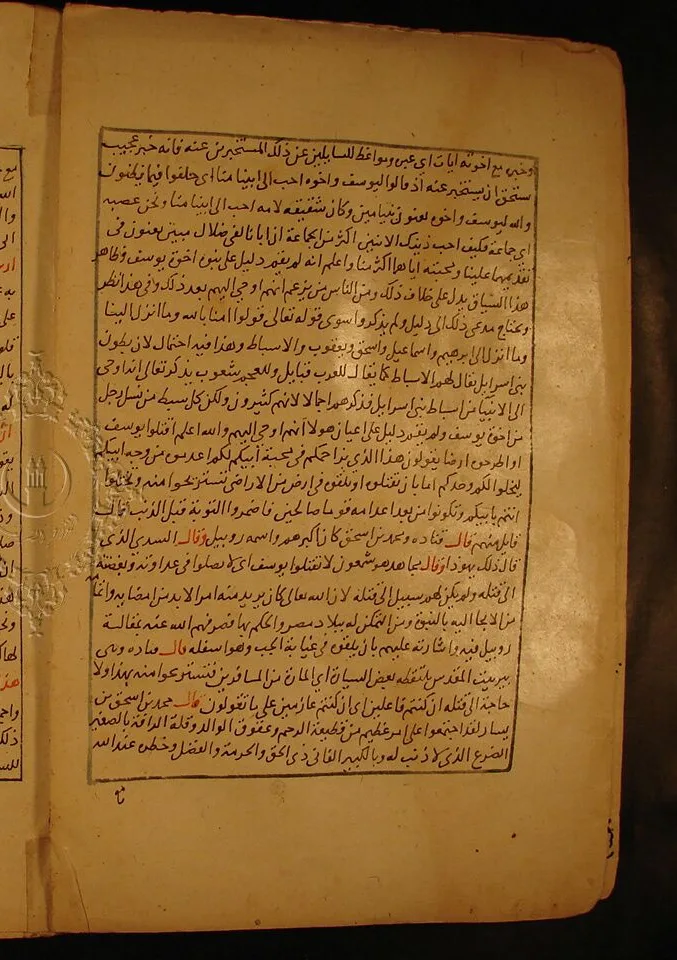 وخبره مع اخوته ايات اي عبر ومواعظ للسايلين عن ذلك المستخبرين عنه فانه خبر عجيب
يستحق ان يستخبر عنه اذ قالوا ليوسف واخوه احب الى ابينا منا اي حلفوا فيما يظنون
والله ليوسف واخوه يعنون بنيامين وكان شقيقه لامه احب الى ابينا منا ونحن عصبه
اي جماعة فكيف احب ذينك الاثنين اكثر من الجماعة ان ابانا لفي ضلال مبين يعنون في
تقديمهما علينا ومحبته اياهما اكثر منا واعلم انه لم يقم دليل على نبوة اخوة يوسف وظاهر
هذا السياق يدل على خلاف ذلك ومن الناس من يزعم انهم اوحي اليهم بعد ذلك وفي هذا نظر
ويحتاج مدعي ذلك الى دليل ولم يذكروا سوى قوله تعالى قولوا امنا بالله وما انزل الينا
وما انزل الى ابرهيم واسماعيل واسحق ويعقوب والاسباط وهذا فيه احتمال لان بطون
بني اسرايل يقال لهم الاسباط كما يقال للعرب قبايل وللعجم شعوب يذكر تعالى انه اوحى
الى الانبيا من اسباط بني اسرايل فذكرهم اجمالا لانهم كثيرون ولكن كل سبط من نسل رجل
من اخوة يوسف ولم يقم دليل على اعيان هولا انهم اوحي اليهم والله اعلم اقتلوا يوسف
او اطرحوه ارضا يقولون هذا الذي يزاحمكم في محبة ابيكم لكم اعدموه من وجه ابيكم
ليخلوا لكم وحدكم اما بان تقتلوه او تلقوه في ارض من الاراضي تستريحوا منه وتختلوا
انتم بابيكم وتكونوا من بعد اعدامه قوما صالحين فاضمروا التوبة قبل الذنب قال
قايل منهم قال قتاده ومحمد بن اسحق كان اكبرهم واسمه روبيل وقال السدي الذي
قال ذلك يهودا وقال مجاهد هو شمعون لا تقتلوا يوسف اي لا تصلوا في عداوته وبغضته
الى قتله ولم يكن لهم سبيل الى قتله لان الله تعالى كان يريد منه امرا لا بد من امضايه واتمامه
من الايحا اليه بالنبوة ومن التمكين له ببلاد مصر والحكم بها فصرفهم الله عنه بمقالة
روبيل فيه واشارته عليهم بان يلقوه في غيابة الجب وهو اسفله قال قتاده وهي
بير بيت المقدس يلتقطه بعض السيارة اي المارة من المسافرين فتستريحوا منه بهذا ولا
حاجة الى قتله ان كنتم فاعلين اي ان كنتم عازمين على ما تقولون قال محمد بن اسحق بن
يسار لقد اجتمعوا على امر عظيم من قطيعة الرحم وعقوق الوالد وقلة الرافة بالصغير
الضرع الذي لا ذنب له وبالكبير الفاني ذي الحق والحرمة والفضل وخطره عند الله